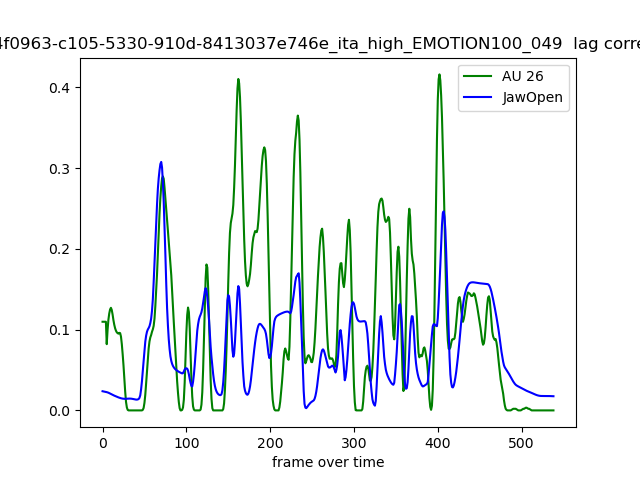 4f0963-c105-5330-910d-8413037e746e_ita_high_EMOTION100_049 lag corre
AU 26
JawOpen
0.4
0.3
0.2
0.1
0.0
0 100 200 300 400 500
frame over time